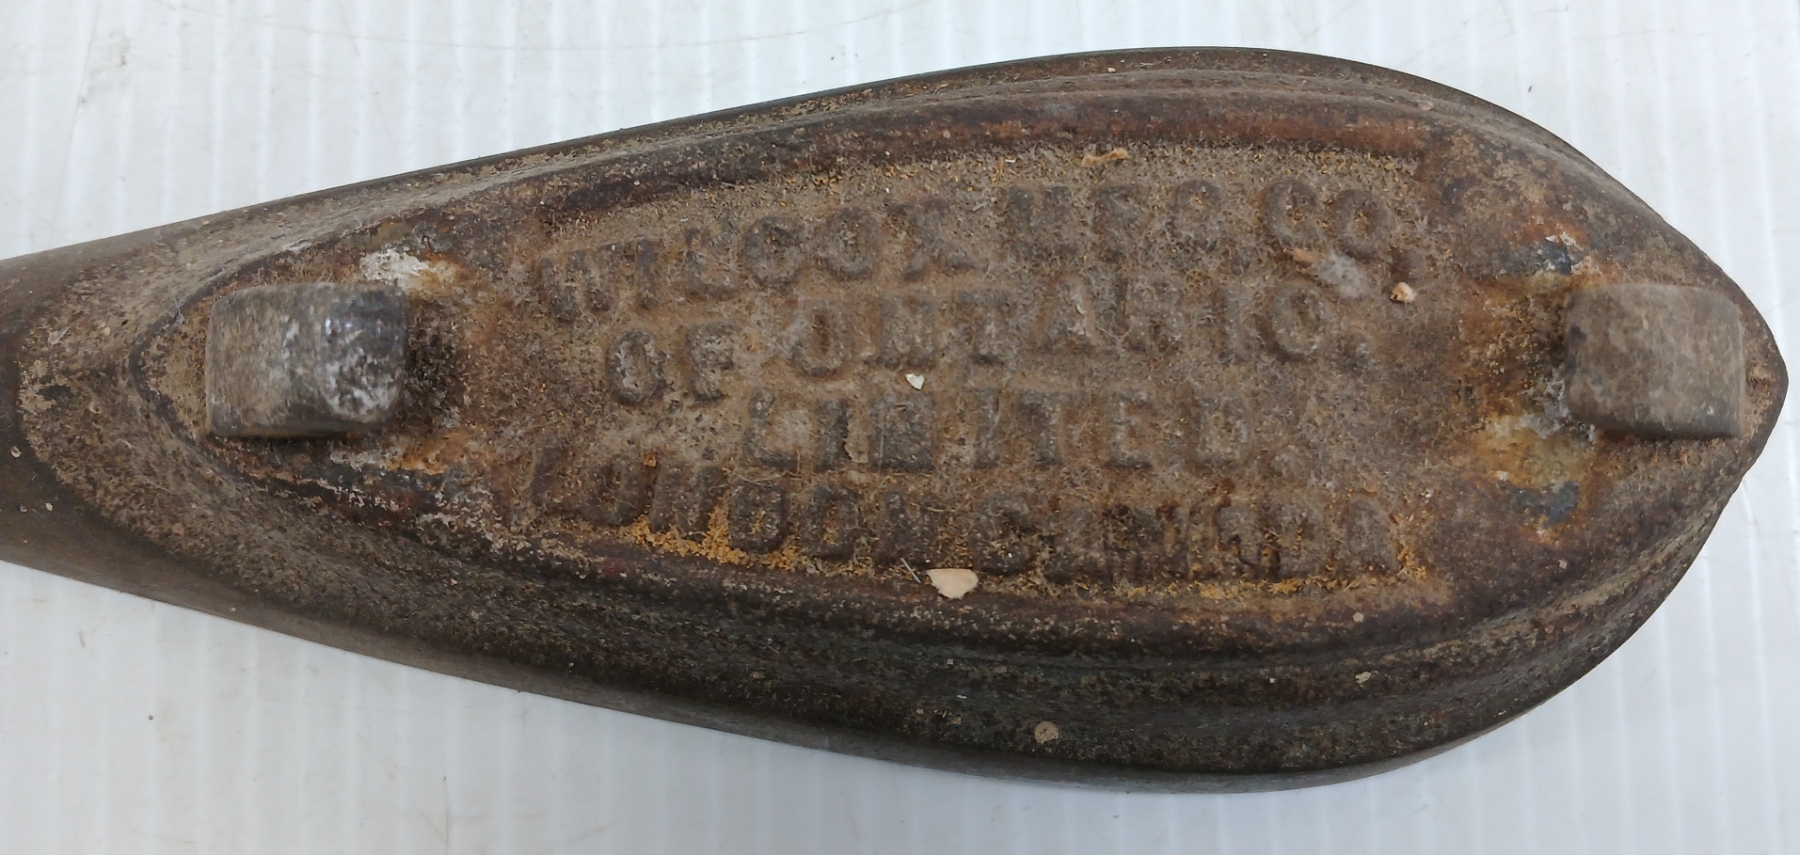 WILCOX MFG. CO.
OF ONTARIO.
LIMITED.
LONDON CANADA